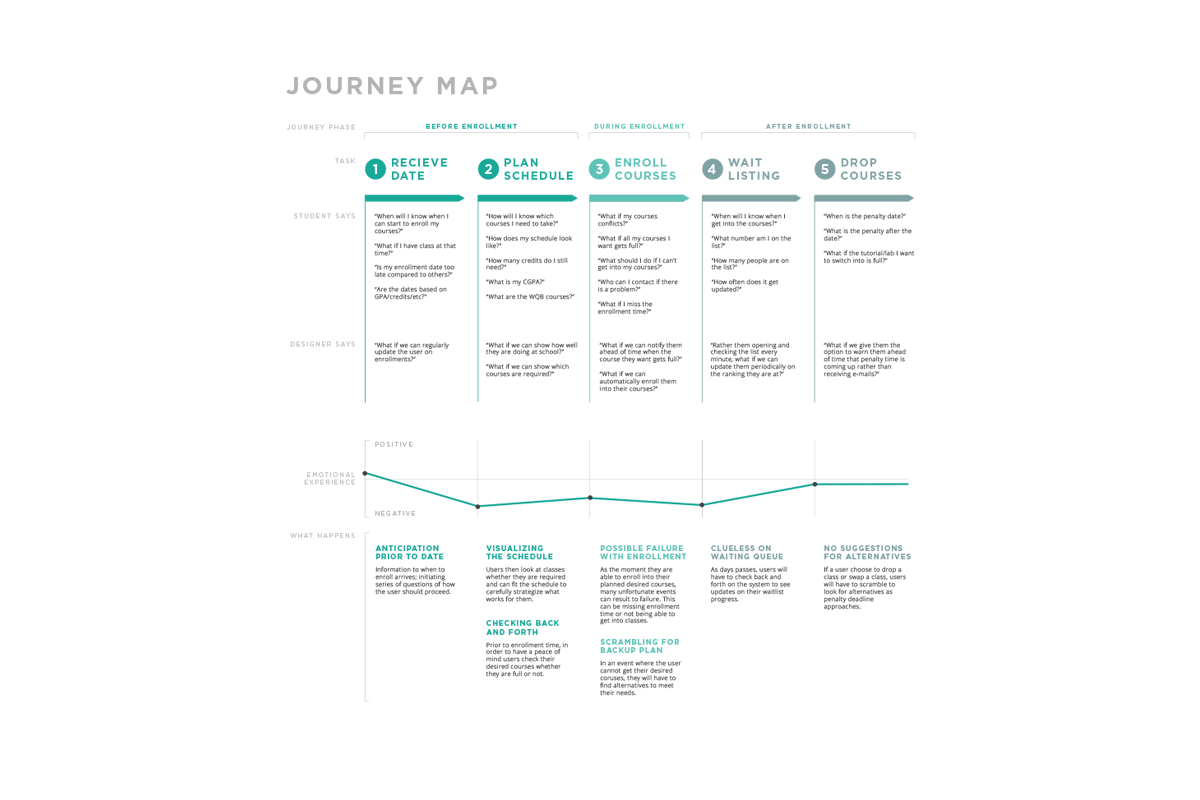 JOURNEY MAP
JOURNEY PHASE
BEFORE ENROLLMENT
DURING ENROLLMENT
AFTER ENROLLMENT
TASK
1 RECIEVE
DATE
2 PLAN
SCHEDULE
3 ENROLL
COURSES
4 WAIT
LISTING
5 DROP
COURSES
STUDENT SAYS
"When will I know when I
can start to enroll my
courses?"
"What if I have class at that
time?"
"Is my enrollment date too
late compared to others?"
"Are the dates based on
GPA/credits/etc?"
"How will I know which
courses I need to take?"
"How does my schedule look
like?"
"How many credits do I still
need?"
"What is my CGPA?"
"What are the WQB courses?"
"What if my courses
conflicts?"
"What if all my courses I
want gets full?"
"What should I do if I can't
get into my courses?"
"Who can I contact if there
is a problem?"
"What if I miss the
enrollment time?"
"When will I know when I
get into the courses?"
"What number am I on the
list?"
"How many people are on
the list?"
"How often does it get
updated?"
"When is the penalty date?"
"What is the penalty after the
date?"
"What if the tutorial/lab I want
to switch into is full?"
DESIGNER SAYS
"What if we can regularly
update the user on
enrollments?"
"What if we can show how well
they are doing at school?"
"What if we can show which
courses are required?"
"What if we can notify them
ahead of time when the
course they want gets full?"
"What if we can
automatically enroll them
into their courses?"
"Rather them opening and
checking the list every
minute, what if we can
update them periodically on
the ranking they are at?"
"What if we give them the
option to warn them ahead
of time that penalty time is
coming up rather than
receiving e-mails?"
POSITIVE
EMOTIONAL
EXPERIENCE
NEGATIVE
WHAT HAPPENS
ANTICIPATION
PRIOR TO DATE
Information to when to
enroll arrives; initiating
series of questions of how
the user should proceed.
VISUALIZING
THE SCHEDULE
Users then look at classes
whether they are required
and can fit the schedule to
carefully strategize what
works for them.
CHECKING BACK
AND FORTH
Prior to enrollment time, in
order to have a peace of
mind users check their
desired courses whether
they are full or not.
POSSIBLE FAILURE
WITH ENROLLMENT
As the moment they are
able to enroll into their
planned desired courses,
many unfortunate events
can result to failure. This
can be missing enrollment
time or not being able to
get into classes.
SCRAMBLING FOR
BACKUP PLAN
In an event where the user
cannot get their desired
coruses, they will have to
find alternatives to meet
their needs.
CLUELESS ON
WAITING QUEUE
As days passes, users will
have to check back and
forth on the system to see
updates on their waitlist
progress.
NO SUGGESTIONS
FOR ALTERNATIVES
If a user choose to drop a
class or swap a class, users
will have to scramble to
look for alternatives as
penalty deadline
approaches.